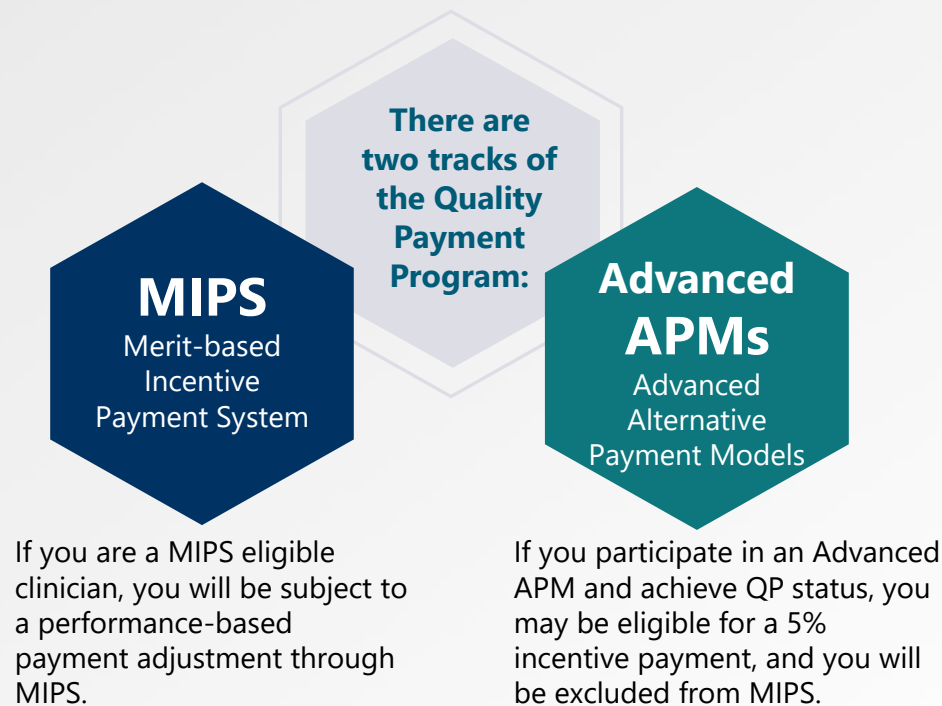 There are
two tracks of
the Quality
Payment
Program:
MIPS
Merit-based
Incentive
Payment System
Advanced
APMs
Advanced
Alternative
Payment Models
If you are a MIPS eligible
clinician, you will be subject to
a performance-based
payment adjustment through
MIPS.
If you participate in an Advanced
APM and achieve QP status, you
may be eligible for a 5%
incentive payment, and you will
be excluded from MIPS.